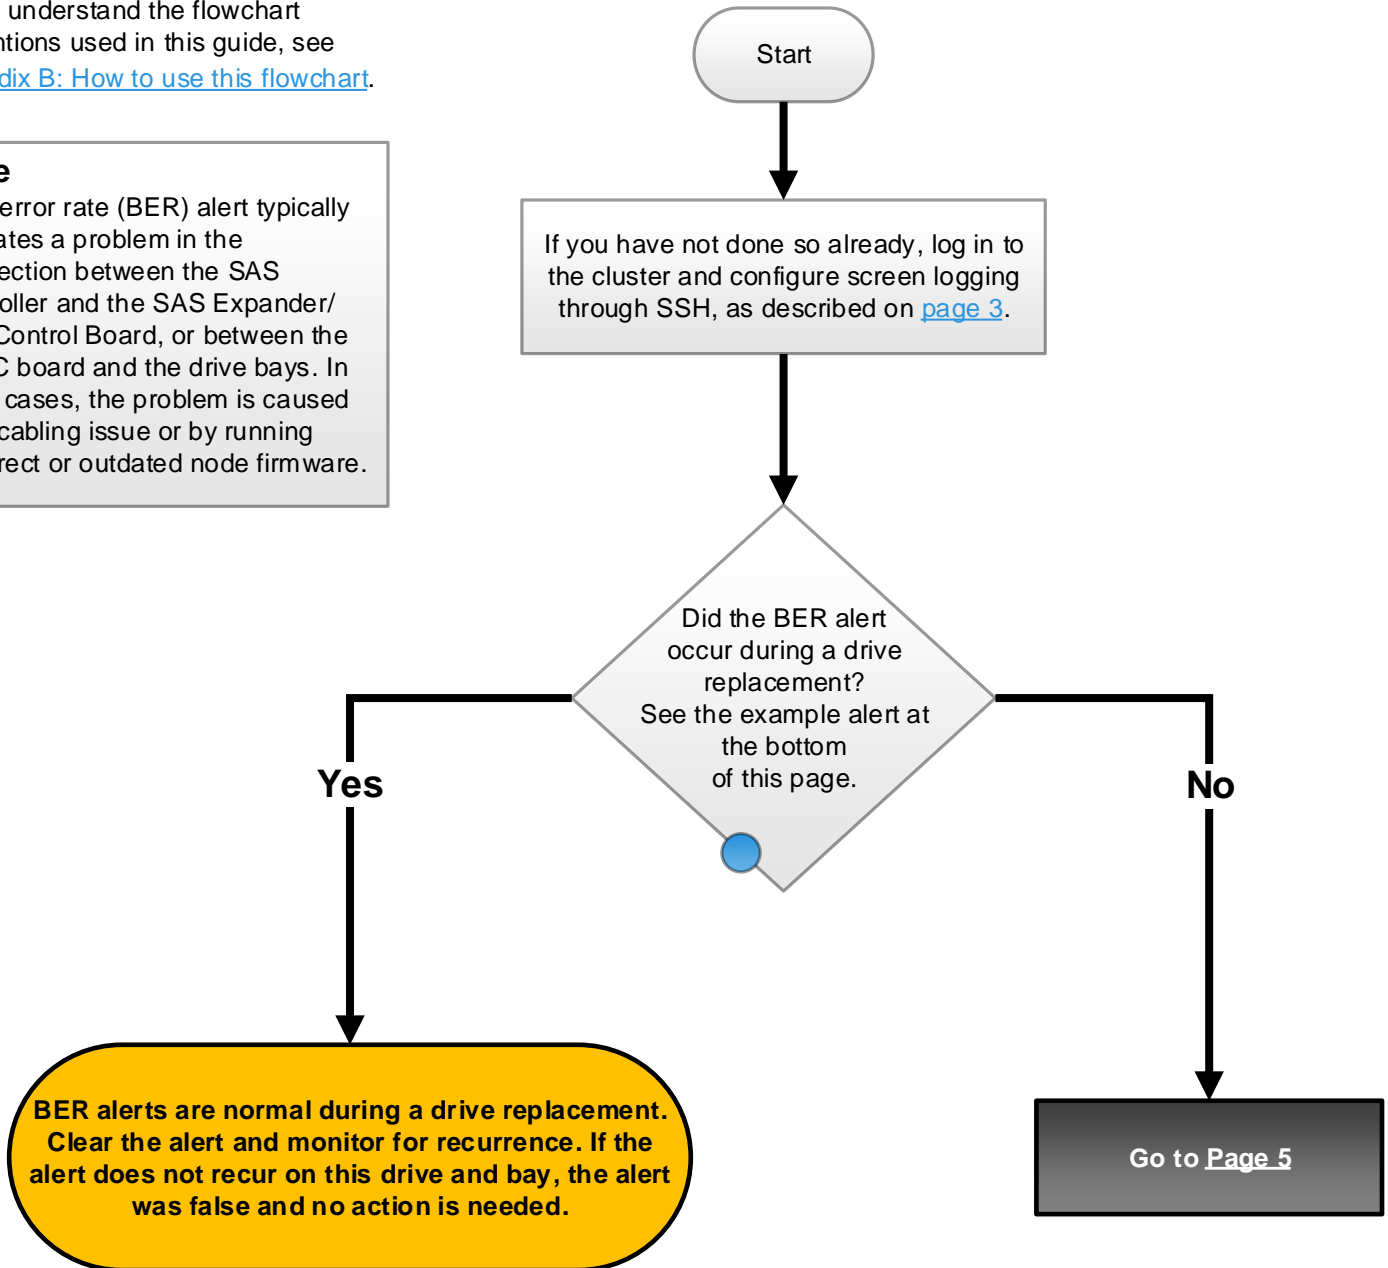 understand the flowchart
used in this guide, see
B: How to use this flowchart.
Start
error rate (BER) alert typically
a problem in the
between the SAS
and the SAS Expander/
Control Board, or between the
board and the drive bays. In
cases, the problem is caused
cabling issue or by running
or outdated node firmware.
If you have not done so already, log in to
the cluster and configure screen logging
through SSH, as described on page 3.
Did the BER alert
occur during a drive
replacement?
See the example alert at
the bottom
of this page.
Yes
No
BER alerts are normal during a drive replacement.
Clear the alert and monitor for recurrence. If the
alert does not recur on this drive and bay, the alert
was false and no action is needed.
Go to Page 5